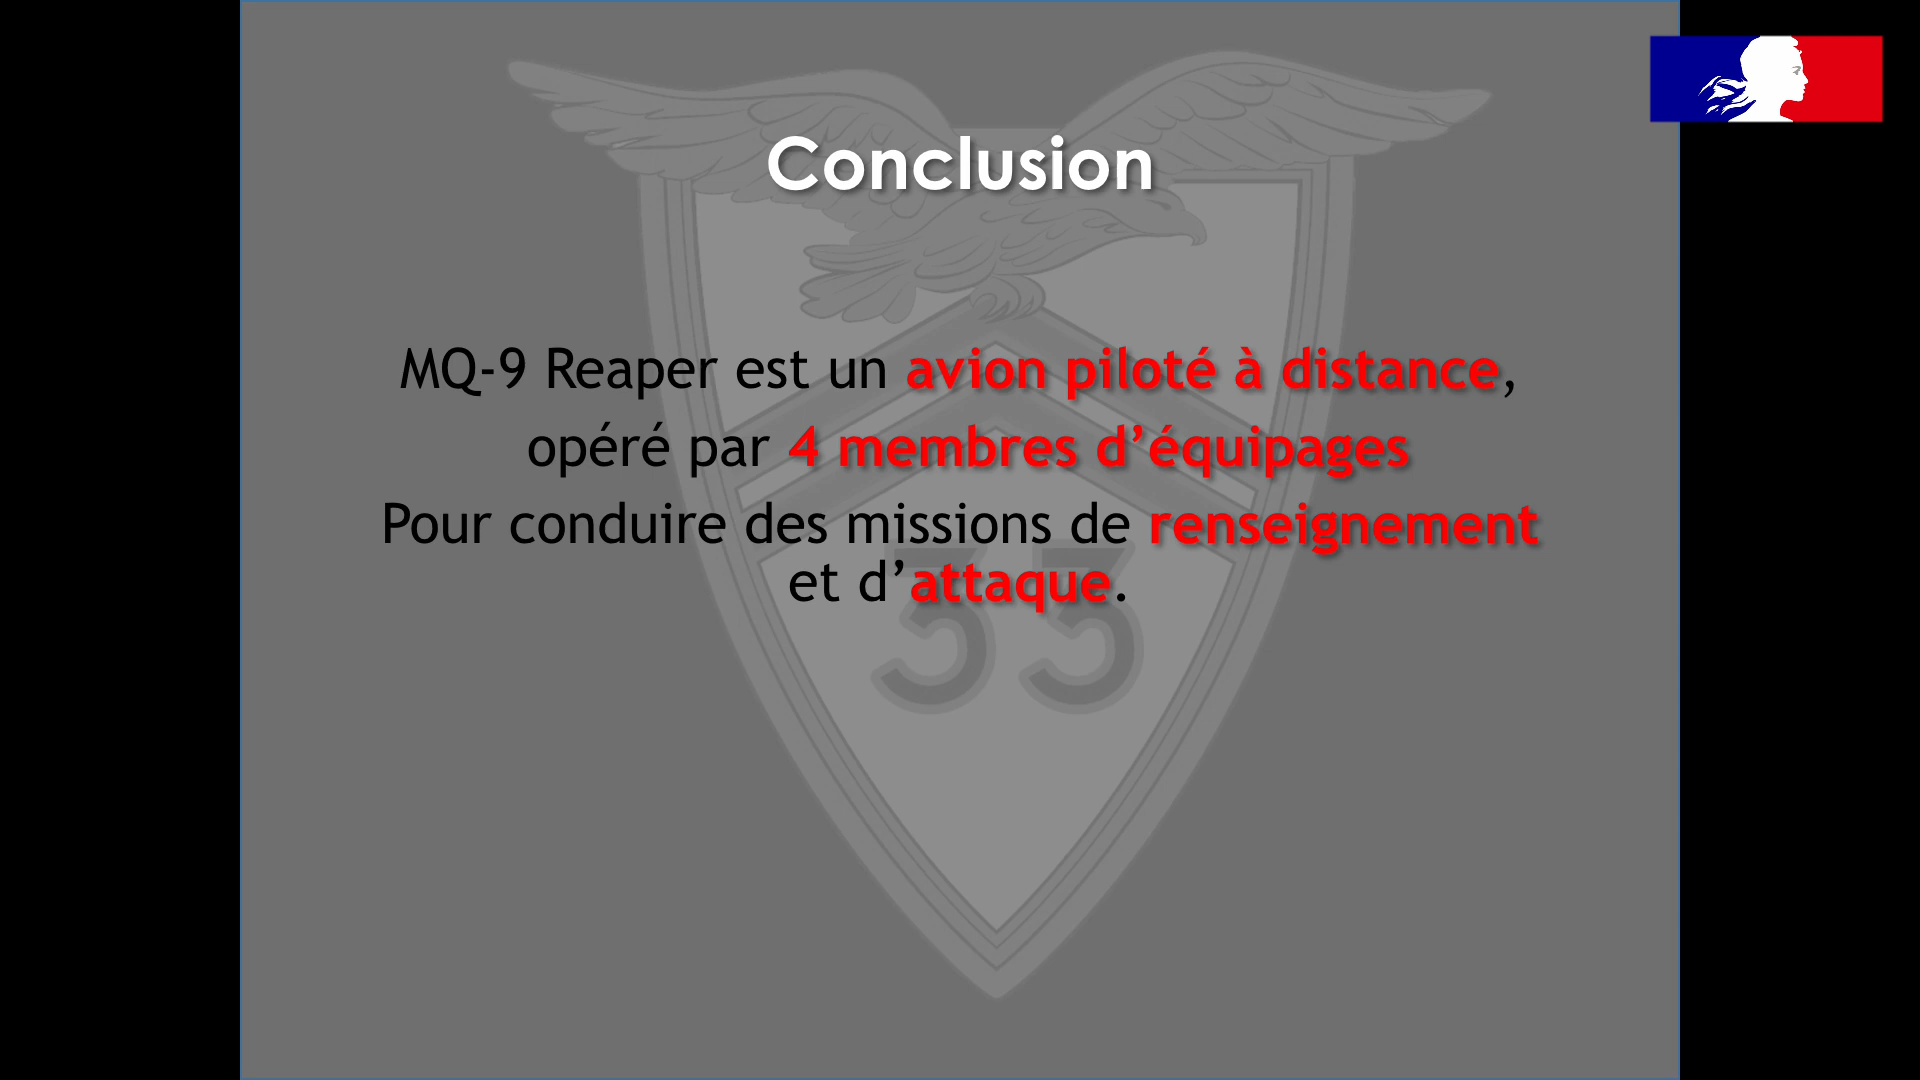 Conclusion
MQ-9 Reaper est un avion piloté à distance,
opéré par 4 membres d’équipages
Pour conduire des missions de renseignement
et d’attaque.
33